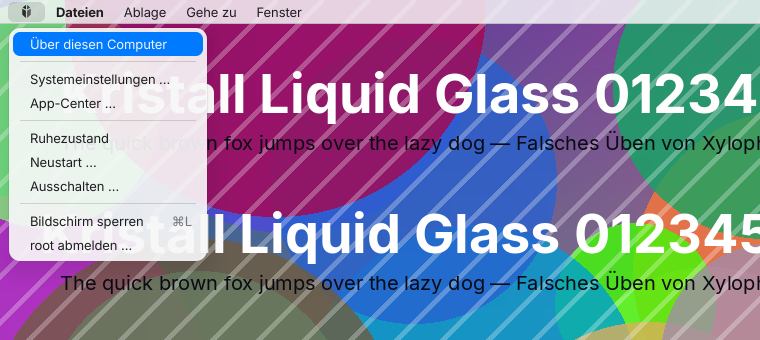 Dateien Ablage Gehe zu Fenster
Über diesen Computer
Systemeinstellungen ...
App-Center ...
Ruhezustand
Neustart ...
Ausschalten ...
Bildschirm sperren ⌘L
root abmelden ...
Kristall Liquid Glass 01234
The quick brown fox jumps over the lazy dog — Falsches Üben von Xyloph
Kristall Liquid Glass 012345
The quick brown fox jumps over the lazy dog — Falsches Üben von Xyloph